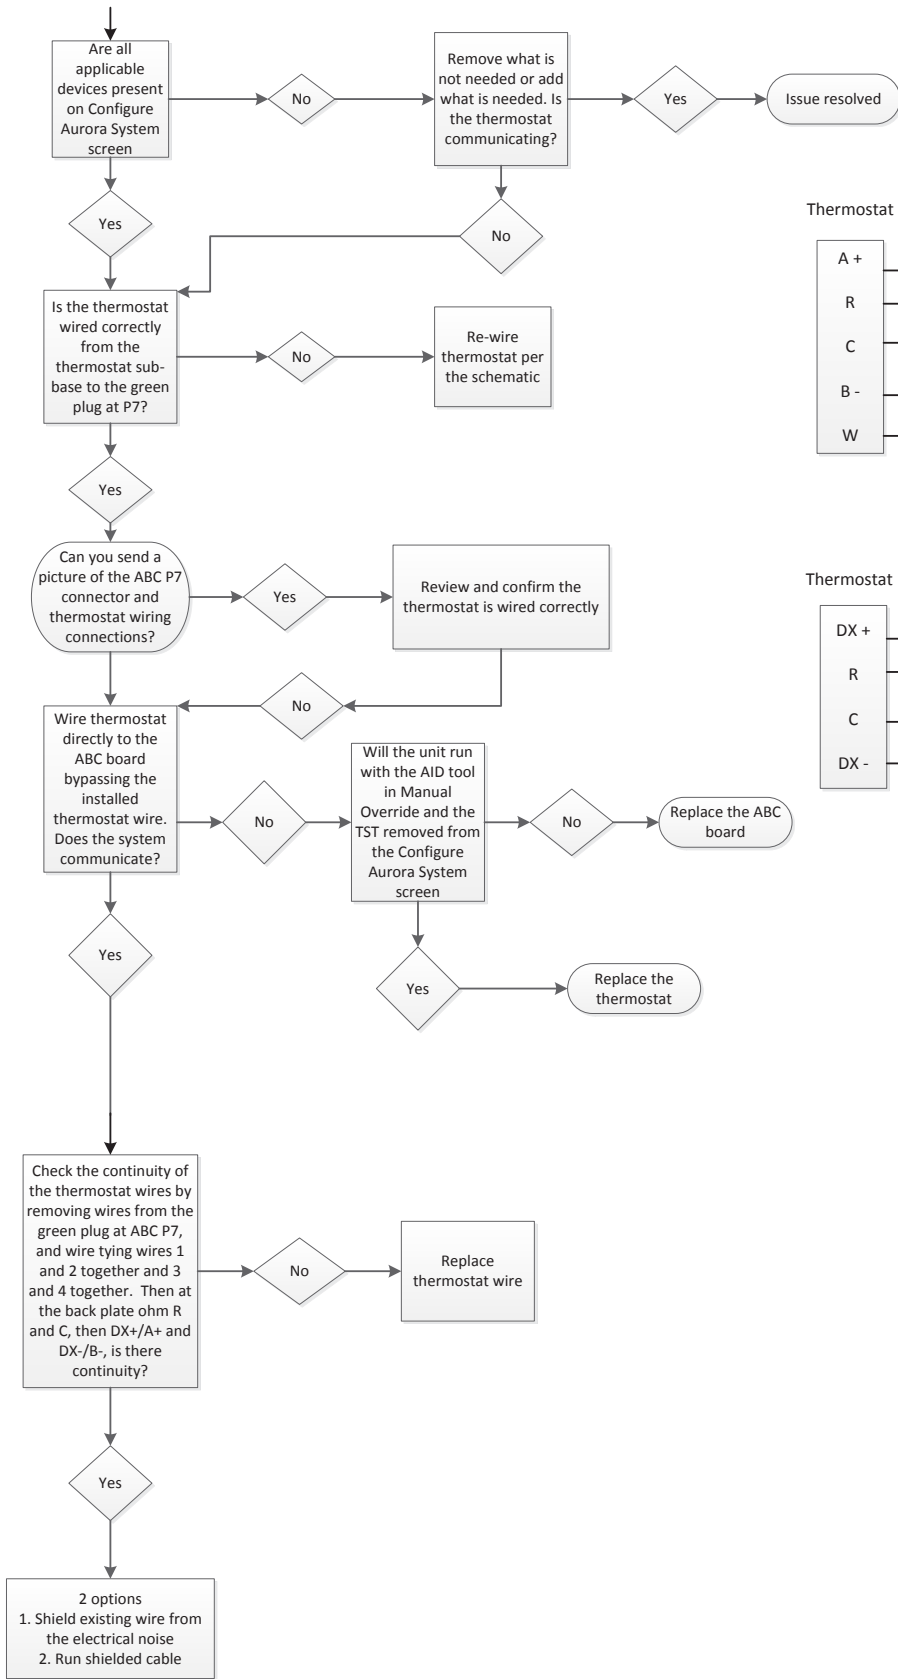 Are all
applicable
devices present
on Configure
Aurora System
screen
No
Remove what is
not needed or add
what is needed. Is
the thermostat
communicating?
Yes
Issue resolved
Yes
No
Is the thermostat
wired correctly
from the
thermostat sub-
base to the green
plug at P7?
No
Re-wire
thermostat per
the schematic
Yes
Can you send a
picture of the ABC P7
connector and
thermostat wiring
connections?
Yes
Review and confirm the
thermostat is wired correctly
No
Wire thermostat
directly to the
ABC board
bypassing the
installed
thermostat wire.
Does the system
communicate?
No
Will the unit run
with the AID tool
in Manual
Override and the
TST removed from
the Configure
Aurora System
screen
No
Replace the ABC
board
Yes
Yes
Replace the
thermostat
Check the continuity of
the thermostat wires by
removing wires from the
green plug at ABC P7,
and wire tying wires 1
and 2 together and 3
and 4 together. Then at
the back plate ohm R
and C, then DX+/A+ and
DX-/B-, is there
continuity?
No
Replace
thermostat wire
Yes
2 options
1. Shield existing wire from
the electrical noise
2. Run shielded cable
Thermostat
A +
R
C
B -
W
Thermostat
DX +
R
C
DX -